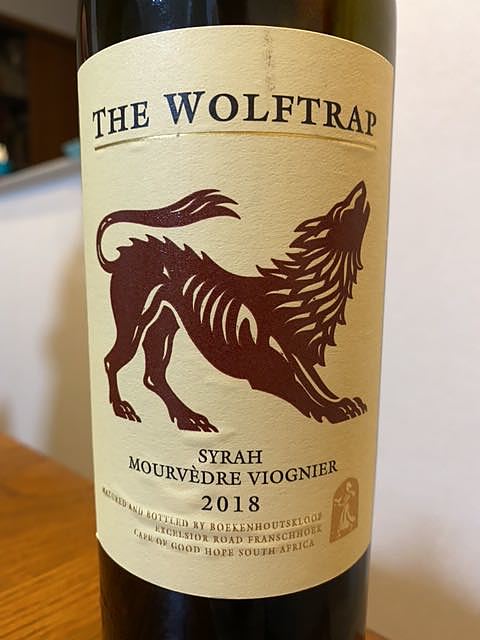 THE WOLFTRAP
SYRAH
MOURVÈDRE VIOGNIER
2018
MATURED AND BOTTLED BY BOEKENHOUTSKLOOF
EXCELSIOR ROAD FRANSCHHOEK
CAPE OF GOOD HOPE SOUTH AFRICA